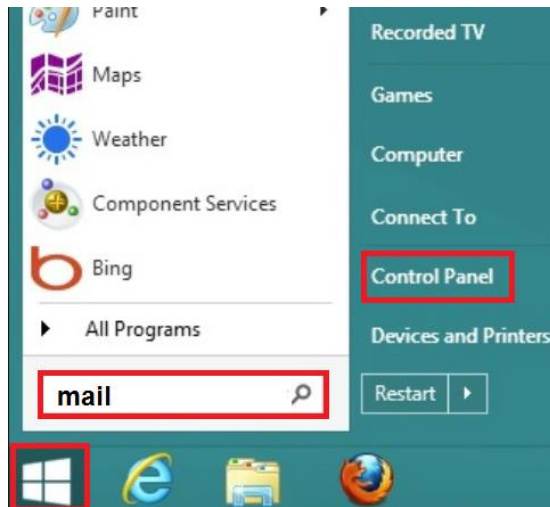 Paint
Maps
Weather
Component Services
Bing
All Programs
mail
Recorded TV
Games
Computer
Connect To
Control Panel
Devices and Printers
Restart